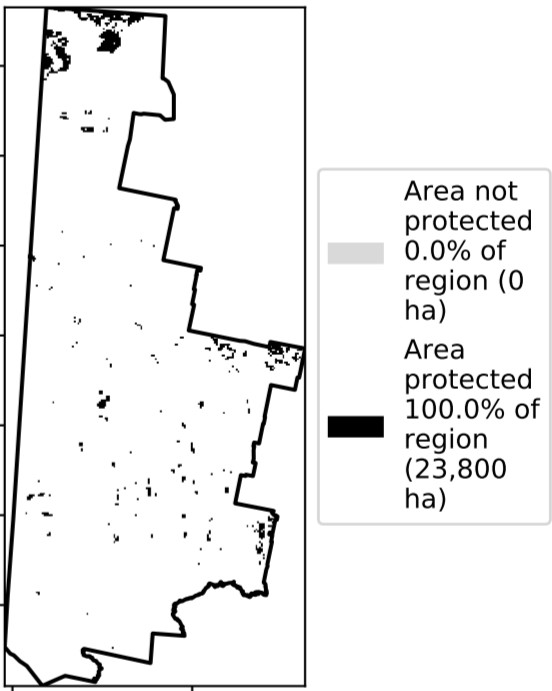 Area not
protected
0.0% of
region (0
ha)
Area
protected
100.0% of
region
(23,800
ha)